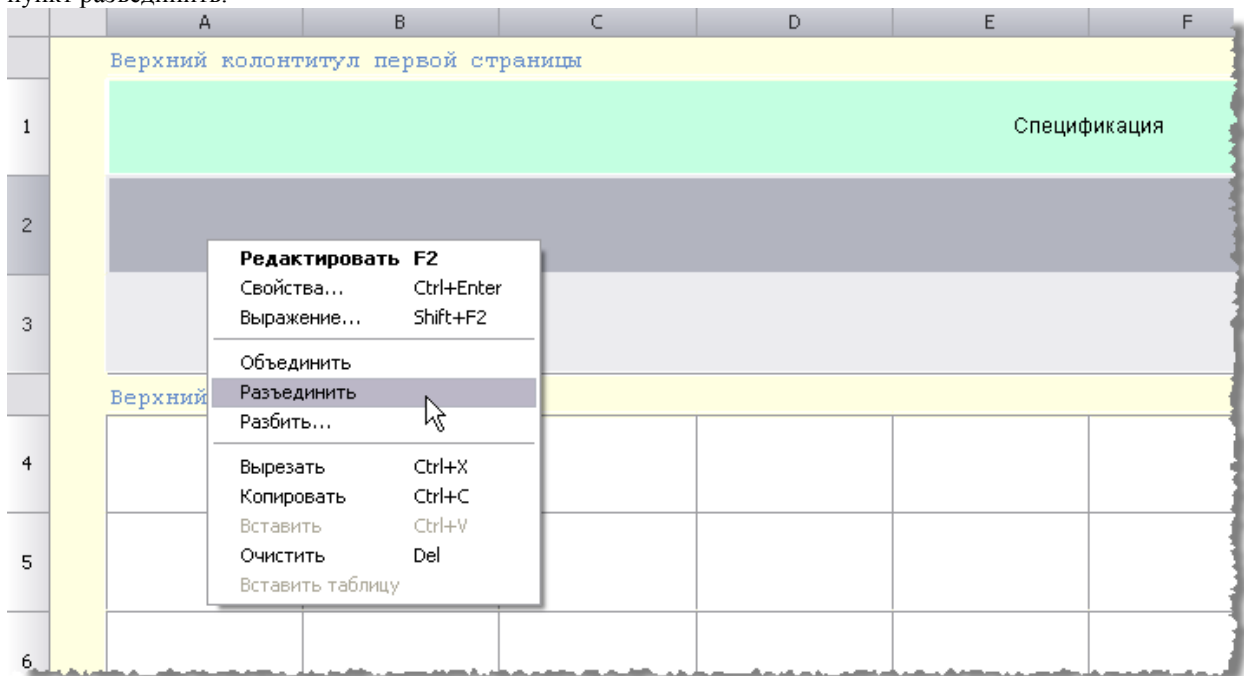 пункт разъединить.
A B C D E F
Верхний колонтитул первой страницы
1 Спецификация
2
Редактировать F2
Свойства... Ctrl+Enter
Выражение... Shift+F2
3
Объединить
Разъединить
Верхний
Разбить...
4
Вырезать Ctrl+X
Копировать Ctrl+C
Вставить Ctrl+V
5
Очистить Del
Вставить таблицу
6